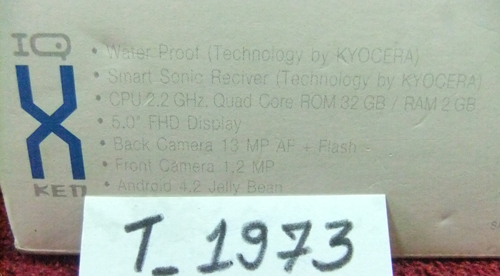 IQ
X
KEN
• Water Proof (Technology by KYOCERA)
• Smart Sonic Reciver (Technology by KYOCERA)
• CPU 2.2 GHz. Quad Core ROM 32 GB / RAM 2 GB
• 5.0" FHD Display
• Back Camera 13 MP AF + Flash -
• Front Camera 1.2 MP
• Android 4.2 Jelly Bean
T_1973